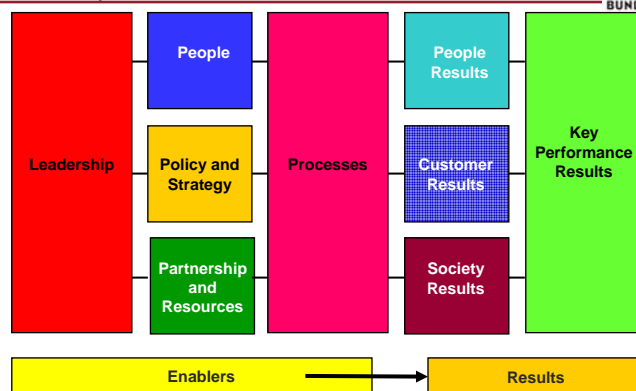 BUND
People
People
Results
Leadership
Policy and
Strategy
Processes
Customer
Results
Key
Performance
Results
Partnership
and
Resources
Society
Results
Enablers
Results